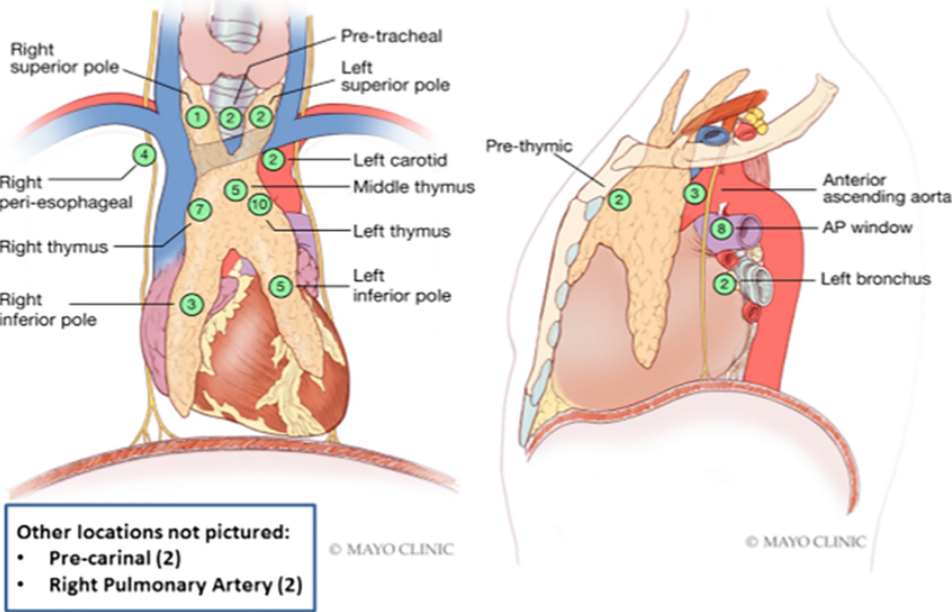 Right
superior pole
Pre-tracheal
Left
superior pole
1
2
2
4
Right
peri-esophageal
2
Left carotid
5
Middle thymus
7
10
Right thymus
Left thymus
Right
inferior pole
3
5
Left
inferior pole
Pre-thymic
2
3
Anterior
ascending aorta
8
AP window
2
Left bronchus
Other locations not pictured:
• Pre-carinal (2)
• Right Pulmonary Artery (2)
© MAYO CLINIC
© MAYO CLINIC